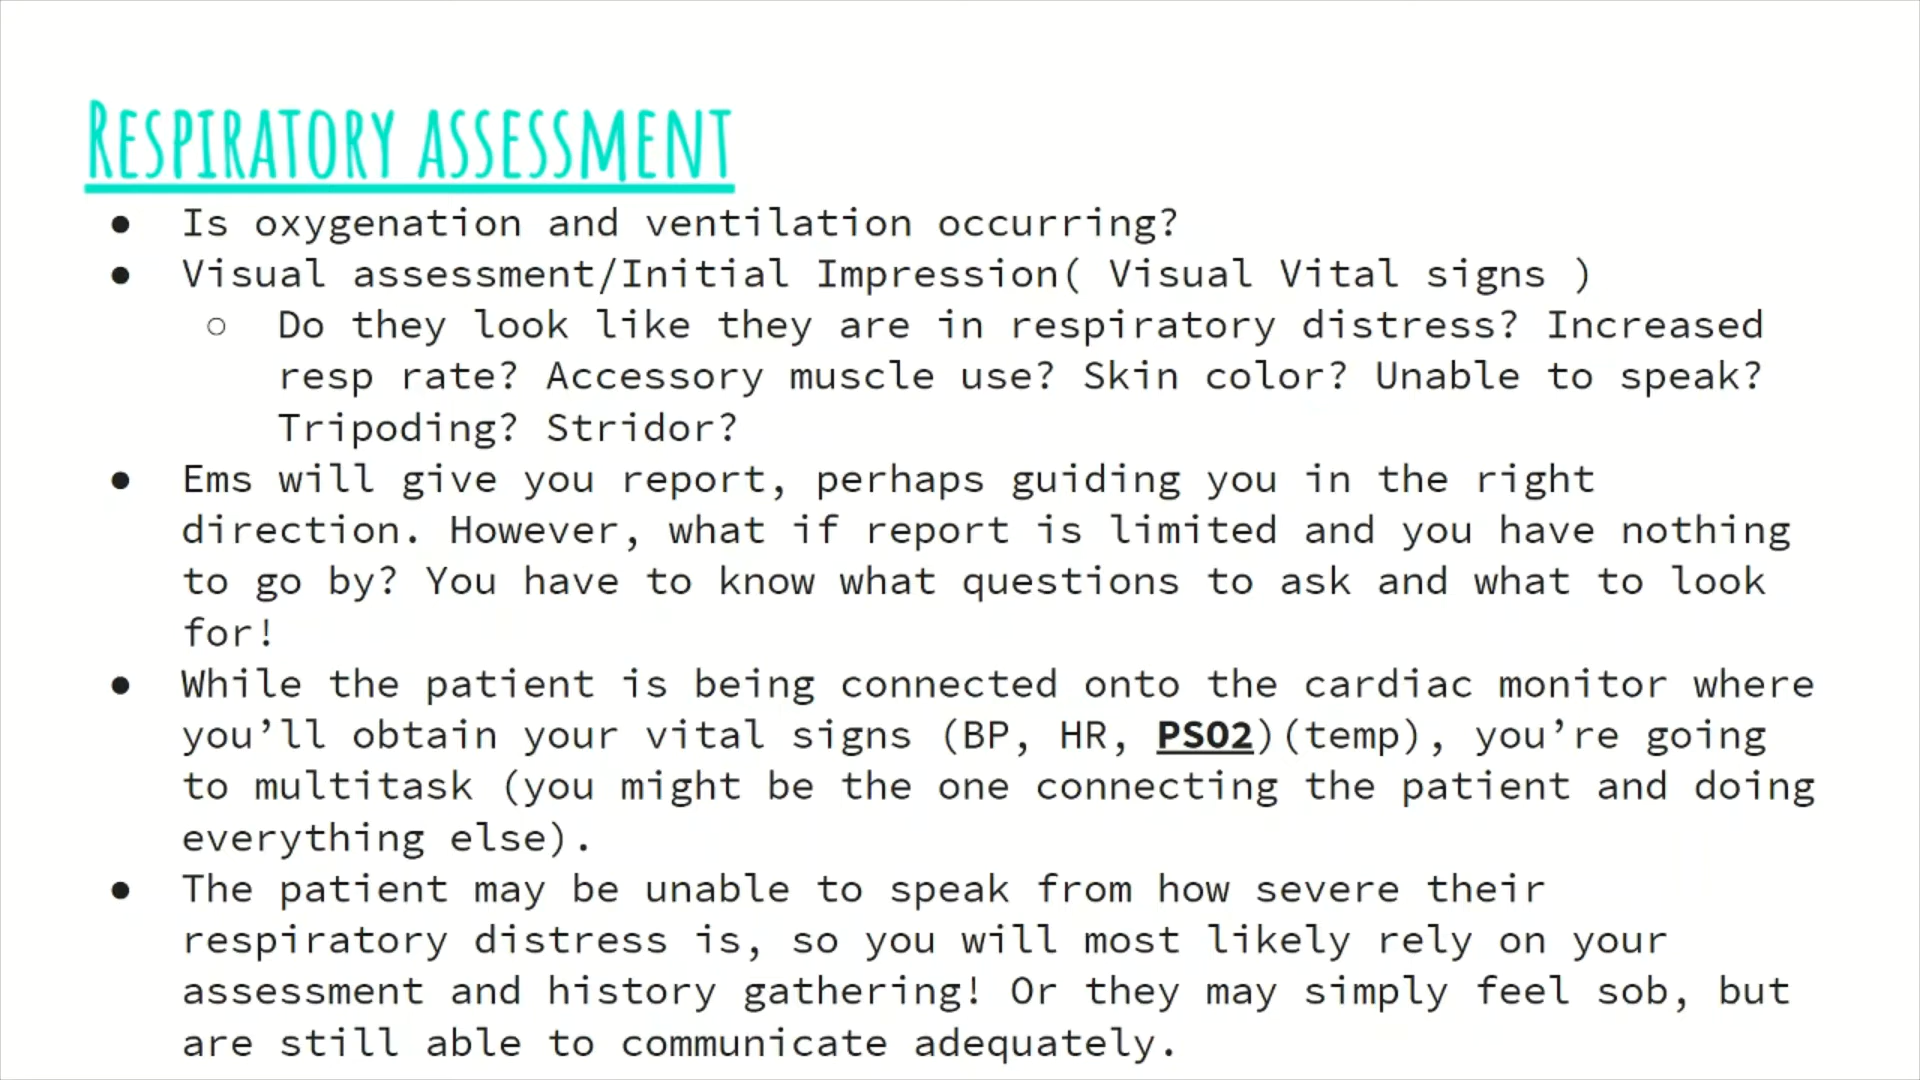 Respiratory assessment
● Is oxygenation and ventilation occurring?
● Visual assessment/Initial Impression( Visual Vital signs )
○ Do they look like they are in respiratory distress? Increased
resp rate? Accessory muscle use? Skin color? Unable to speak?
Tripoding? Stridor?
● Ems will give you report, perhaps guiding you in the right
direction. However, what if report is limited and you have nothing
to go by? You have to know what questions to ask and what to look
for!
● While the patient is being connected onto the cardiac monitor where
you’ll obtain your vital signs (BP, HR, PSO2)(temp), you’re going
to multitask (you might be the one connecting the patient and doing
everything else).
● The patient may be unable to speak from how severe their
respiratory distress is, so you will most likely rely on your
assessment and history gathering! Or they may simply feel sob, but
are still able to communicate adequately.